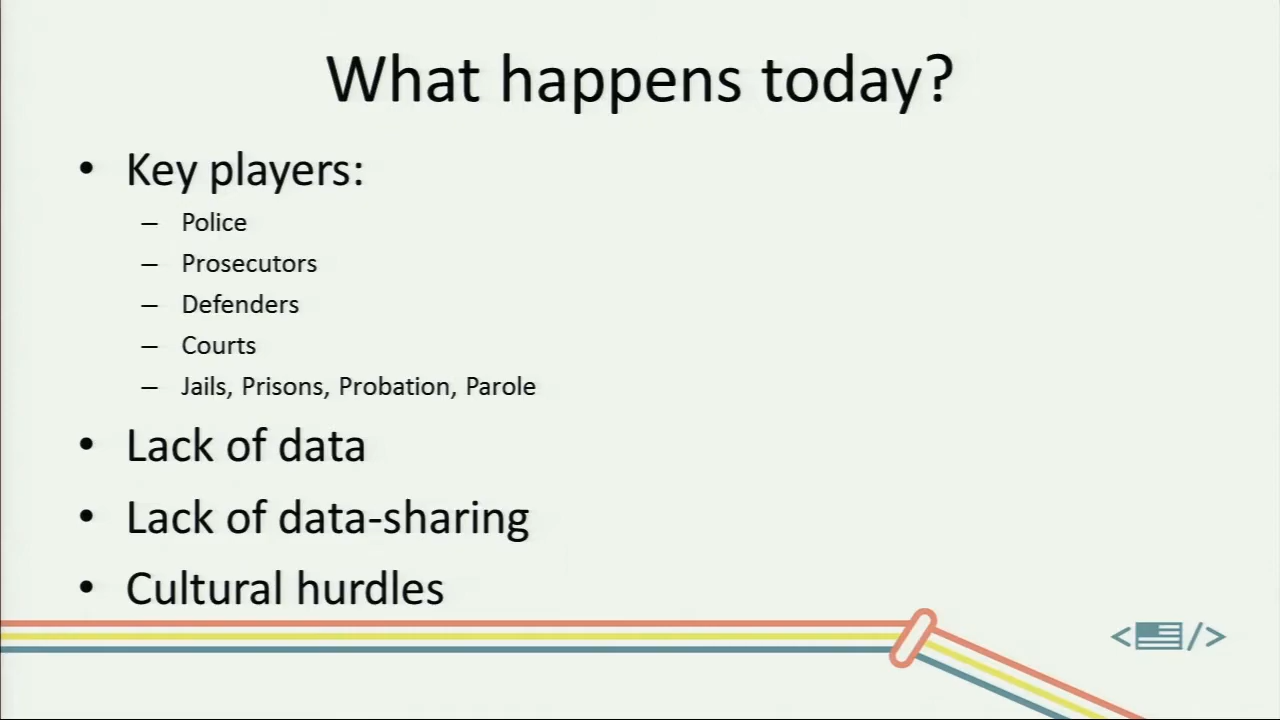 What happens today?
• Key players:
– Police
– Prosecutors
– Defenders
– Courts
– Jails, Prisons, Probation, Parole
• Lack of data
• Lack of data-sharing
• Cultural hurdles